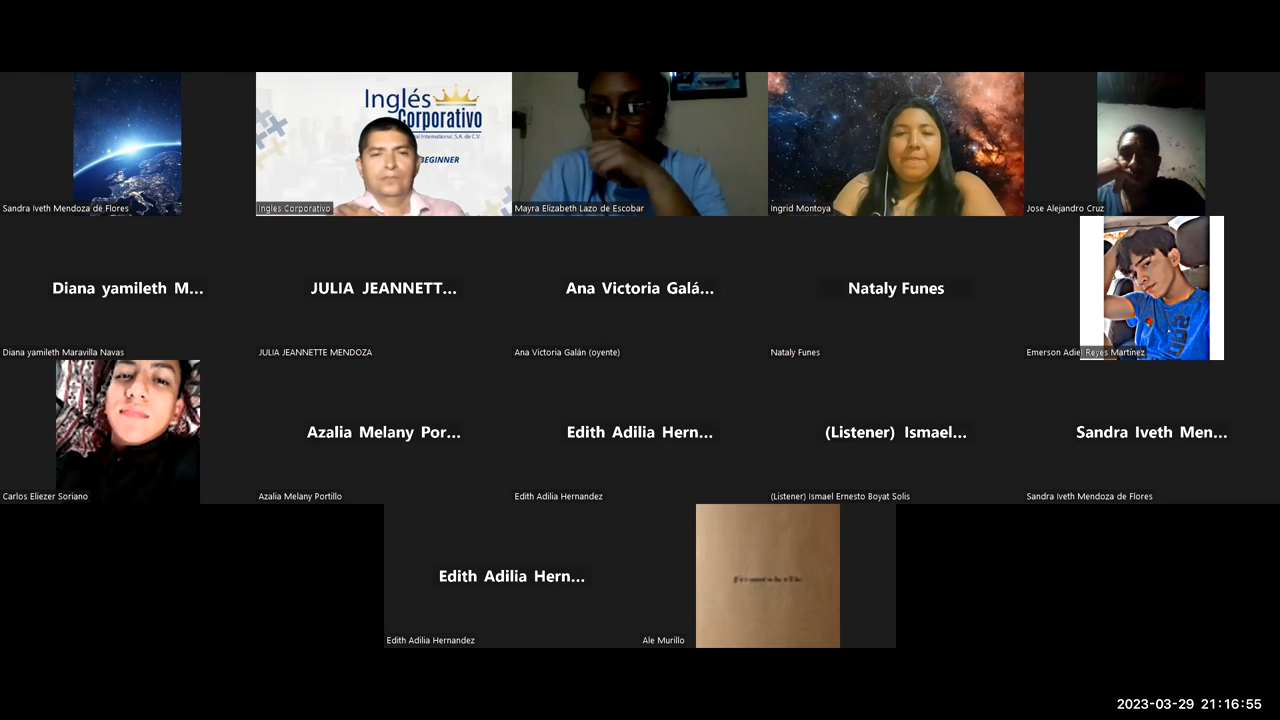 Inglés
Corporativo
al International, S.A. de C.V.
BEGINNER
Sandra Iveth Mendoza de Flores
Ingles Corporativo
Mayra Elizabeth Lazo de Escobar
Ingrid Montoya
Jose Alejandro Cruz
Diana yamileth M...
JULIA JEANNETT...
Ana Victoria Galá...
Nataly Funes
Diana yamileth Maravilla Navas
JULIA JEANNETTE MENDOZA
Ana Victoria Galán (oyente)
Nataly Funes
Emerson Adiel Reyes Martínez
Azalia Melany Por...
Edith Adilia Hern...
(Listener) Ismael...
Sandra Iveth Men...
Carlos Eliezer Soriano
Azalia Melany Portillo
Edith Adilia Hernandez
(Listener) Ismael Ernesto Boyat Solis
Sandra Iveth Mendoza de Flores
Edith Adilia Hern...
Edith Adilia Hernandez
Ale Murillo
2023-03-29 21:16:55